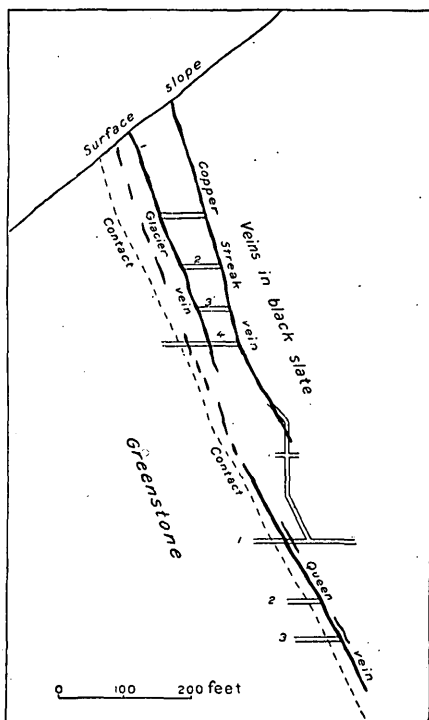 Surface slope
1
Contact
Glacier vein
Copper Streak vein
Veins in black slate
2
3
4
Contact
Greenstone
1
Queen vein
2
3
0 100 200 feet